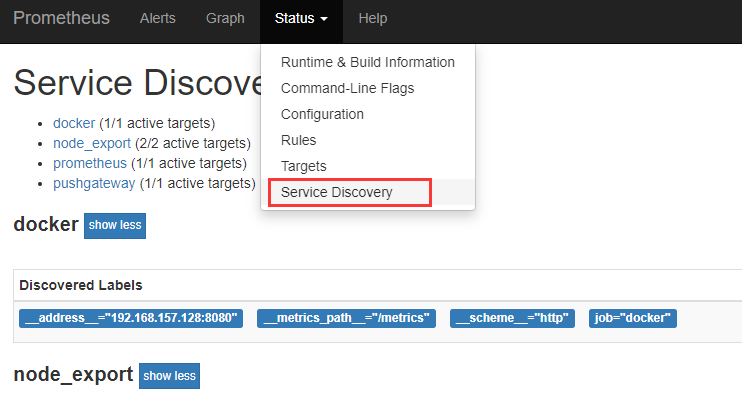 Prometheus Alerts Graph Status Help
Runtime & Build Information
Command-Line Flags
Configuration
Rules
Targets
Service Discovery
Service Discove
docker (1/1 active targets)
node_export (2/2 active targets)
prometheus (1/1 active targets)
pushgateway (1/1 active targets)
docker show less
Discovered Labels
__address__="192.168.157.128:8080" __metrics_path__="/metrics" __scheme__="http" job="docker"
node_export show less